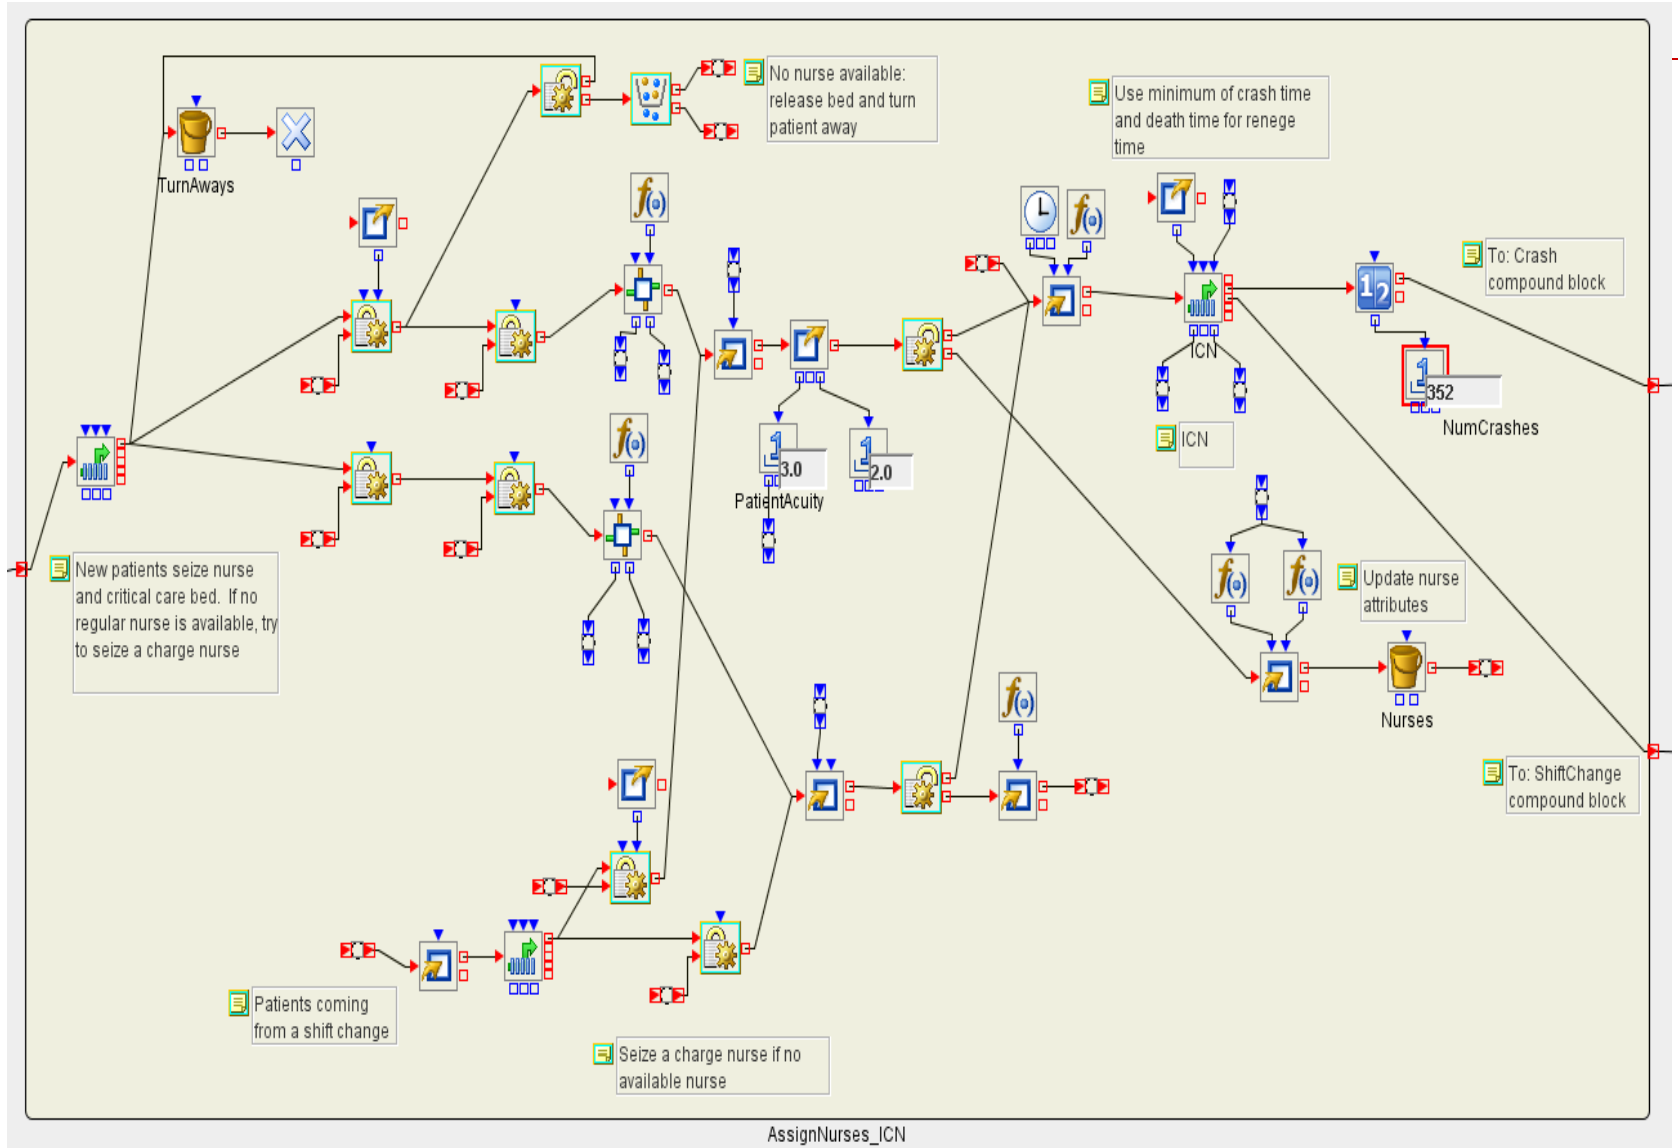 No nurse available:
release bed and turn
patient away
Use minimum of crash time
and death time for renege
time
TurnAways
To: Crash
compound block
352
NumCrashes
ICN
ICN
3.0
2.0
PatientAcuity
New patients seize nurse
and critical care bed.  If no
regular nurse is available, try
to seize a charge nurse
Update nurse
attributes
Nurses
To: ShiftChange
compound block
Patients coming
from a shift change
Seize a charge nurse if no
available nurse
AssignNurses_ICN